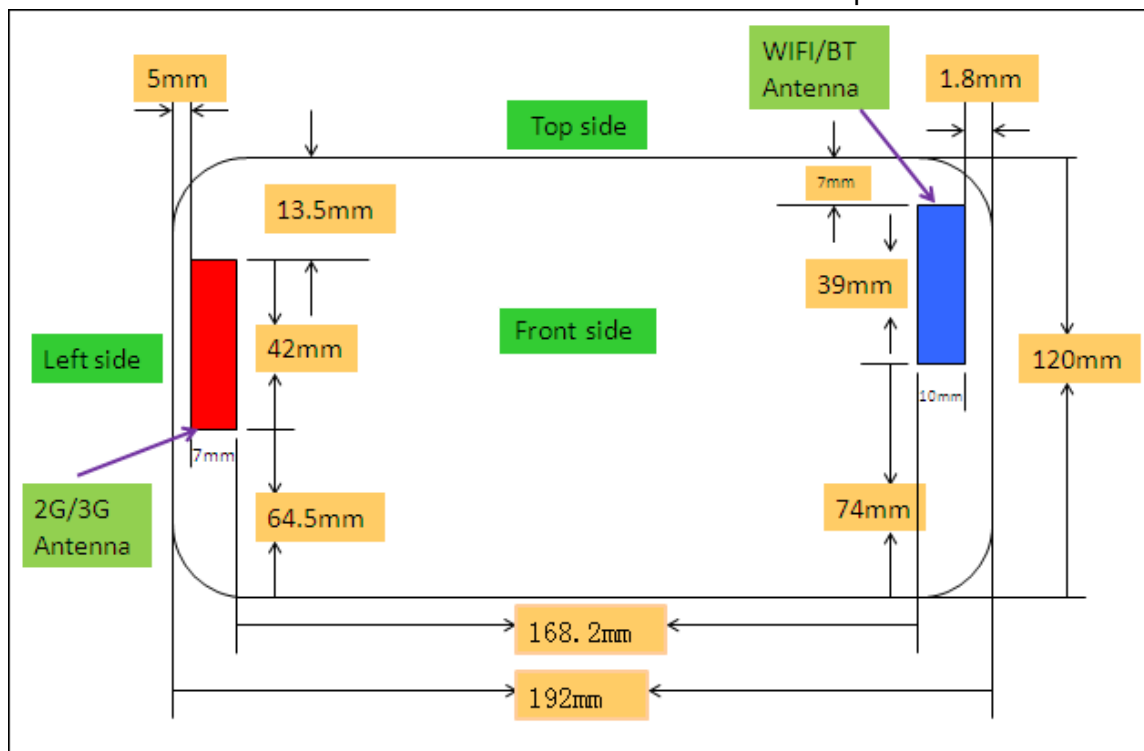 5mm
WIFI/BT
Antenna
1.8mm
Top side
7mm
13.5mm
39mm
Front side
Left side
42mm
120mm
10mm
7mm
2G/3G
Antenna
64.5mm
74mm
168.2mm
192mm